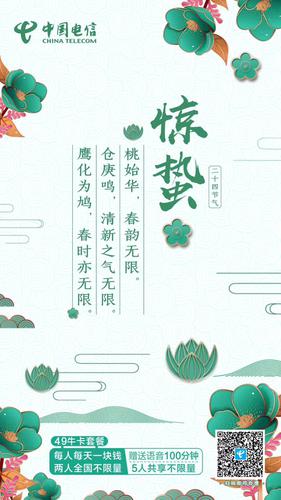 中国电信
CHINA TELECOM
惊蛰
二十四节气
桃始华，春韵无限。
仓庚鸣，清新之气无限。
鹰化为鸠，春时亦无限。
49牛卡套餐
每人每天一块钱
两人全国不限量
赠送语音100分钟
5人共享不限量